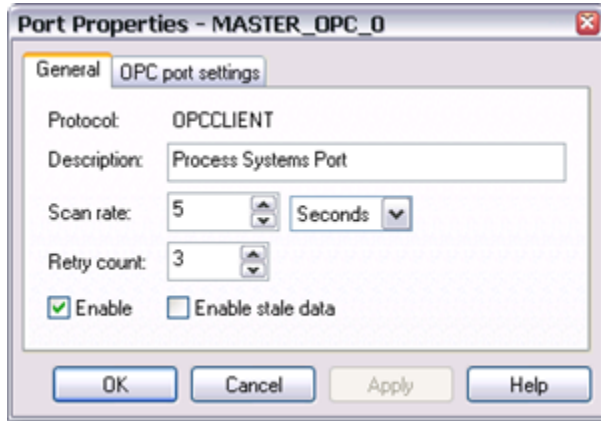 Port Properties - MASTER_OPC_0
General OPC port settings
Protocol: OPCCLIENT
Description: Process Systems Port
Scan rate: 5 Seconds
Retry count: 3
Enable Enable stale data
OK Cancel Apply Help